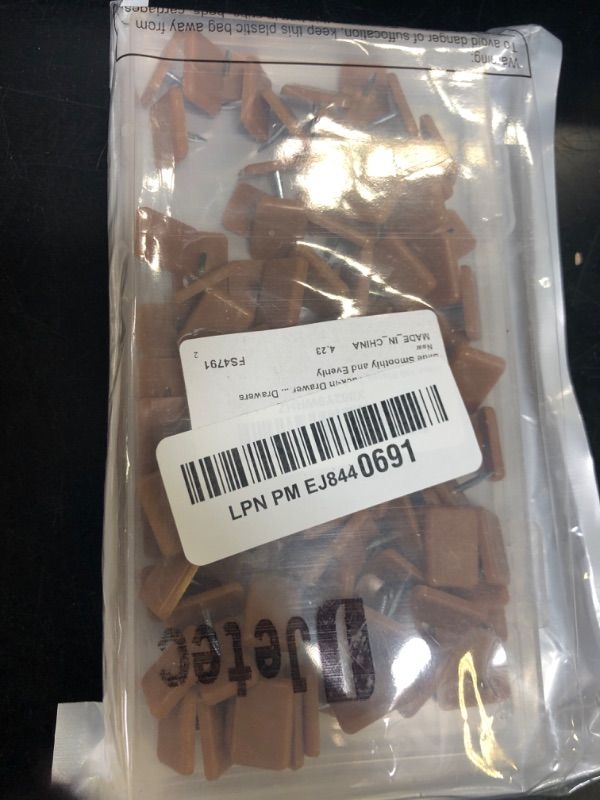 Warning:
To avoid danger of suffocation, keep this plastic bag away from
Drawer ... Drawers
Smoothly and Evenly
New
MADE_IN_CHINA 4.23
FS4791
2
LPN PM EJ8440691
Jetec